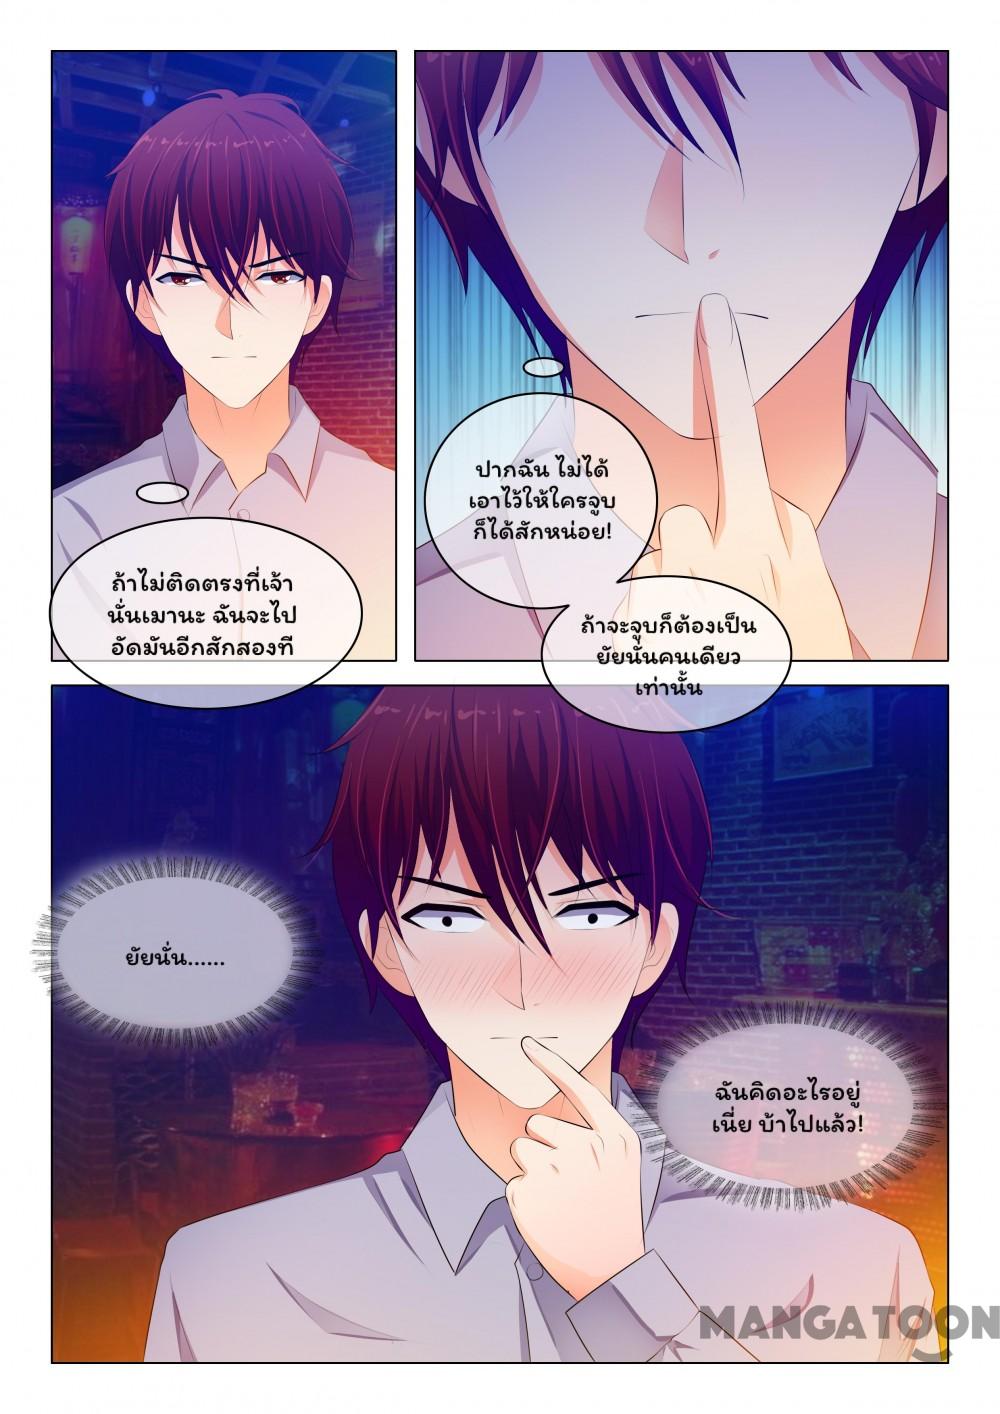 ถ้าไม่ติดตรงที่เจ้า
นั่นเมานะ ฉันจะไป
อัดมันอีกสักสองที
ปากฉัน ไม่ได้
เอาไว้ให้ใครจูบ
ก็ได้สักหน่อย!
ถ้าจะจูบก็ต้องเป็น
ยัยนั่นคนเดียว
เท่านั้น
ยัยนั่น......
ฉันคิดอะไรอยู่
เนี่ย บ้าไปแล้ว!
MANGATOON